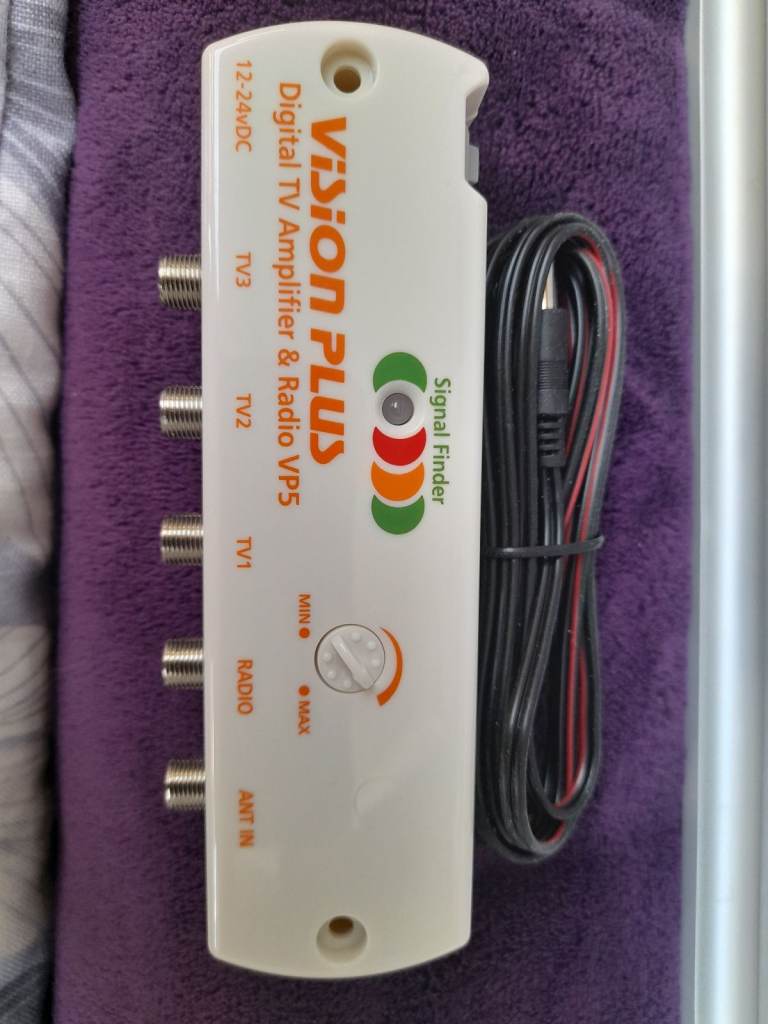 Signal Finder
ViSiON PLUS
Digital TV Amplifier & Radio VP5
MIN
MAX
12-24vDC
TV3
TV2
TV1
RADIO
ANT IN